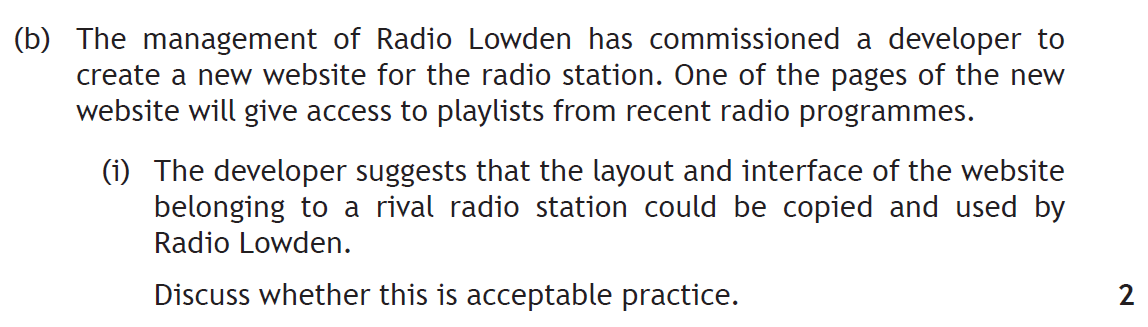 (b) The management of Radio Lowden has commissioned a developer to
create a new website for the radio station. One of the pages of the new
website will give access to playlists from recent radio programmes.
(i) The developer suggests that the layout and interface of the website
belonging to a rival radio station could be copied and used by
Radio Lowden.
Discuss whether this is acceptable practice. 2